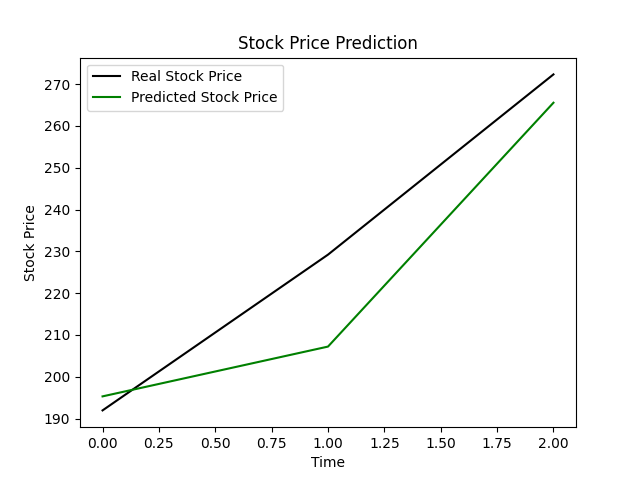 Stock Price Prediction
Real Stock Price
Predicted Stock Price
Stock Price
270
260
250
240
230
220
210
200
190
0.00 0.25 0.50 0.75 1.00 1.25 1.50 1.75 2.00
Time